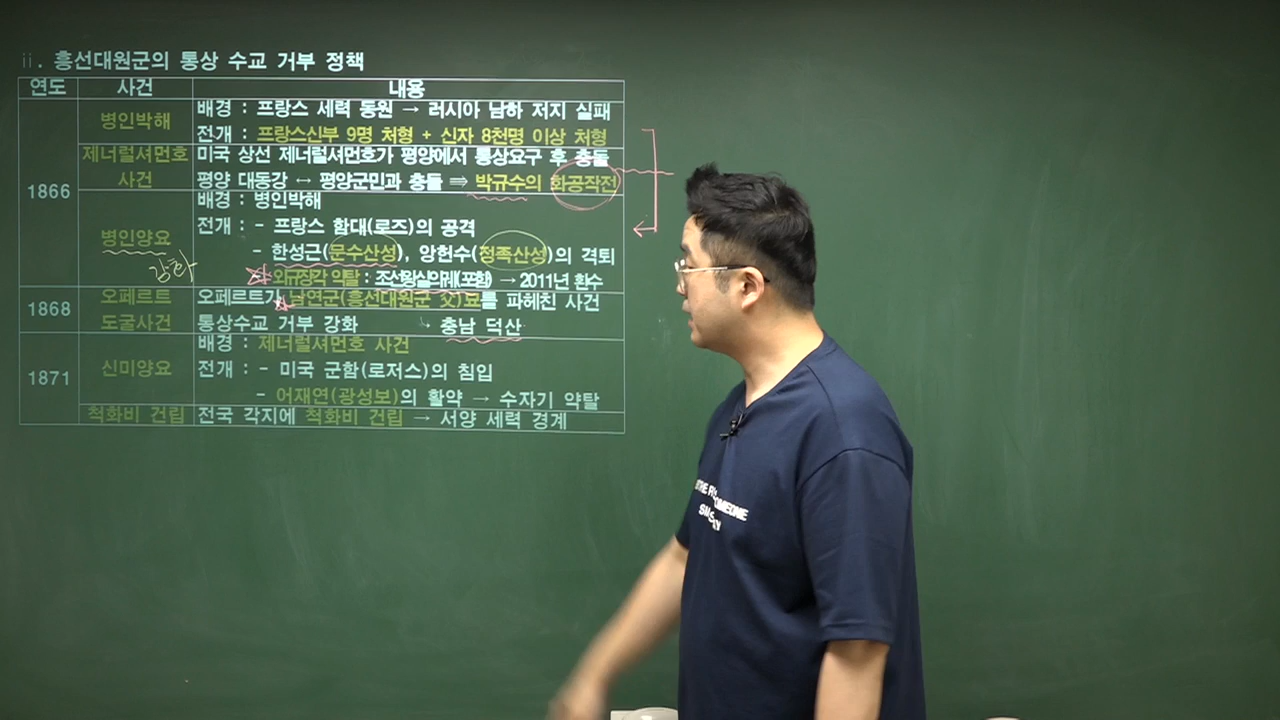 ii. 흥선대원군의 통상 수교 거부 정책
연도 사건 내용
1866
병인박해
배경 : 프랑스 세력 동원 → 러시아 남하 저지 실패
전개 : 프랑스신부 9명 처형 + 신자 8천명 이상 처형
제너럴셔먼호
사건
미국 상선 제너럴셔먼호가 평양에서 통상요구 후 충돌
평양 대동강 ↔ 평양군민과 충돌 ⇒ 박규수의 화공작전
병인양요
강화
배경 : 병인박해
전개 : - 프랑스 함대(로즈)의 공격
- 한성근(문수산성), 양헌수(정족산성)의 격퇴
외규장각 약탈 : 조선왕실의궤(포함) → 2011년 환수
1868
오페르트
도굴사건
오페르트가 남연군(흥선대원군 父)묘를 파헤친 사건
통상수교 거부 강화 ↳ 충남 덕산
1871
신미양요
배경 : 제너럴셔먼호 사건
전개 : - 미국 군함(로저스)의 침입
- 어재연(광성보)의 활약 → 수자기 약탈
척화비 건립
전국 각지에 척화비 건립 → 서양 세력 경계